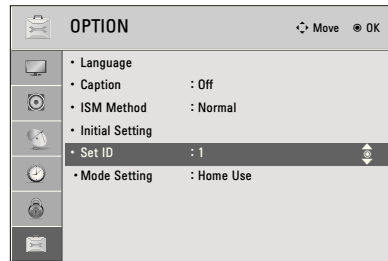 OPTION Move OK
• Language
• Caption : Off
• ISM Method : Normal
• Initial Setting
• Set ID : 1
• Mode Setting : Home Use